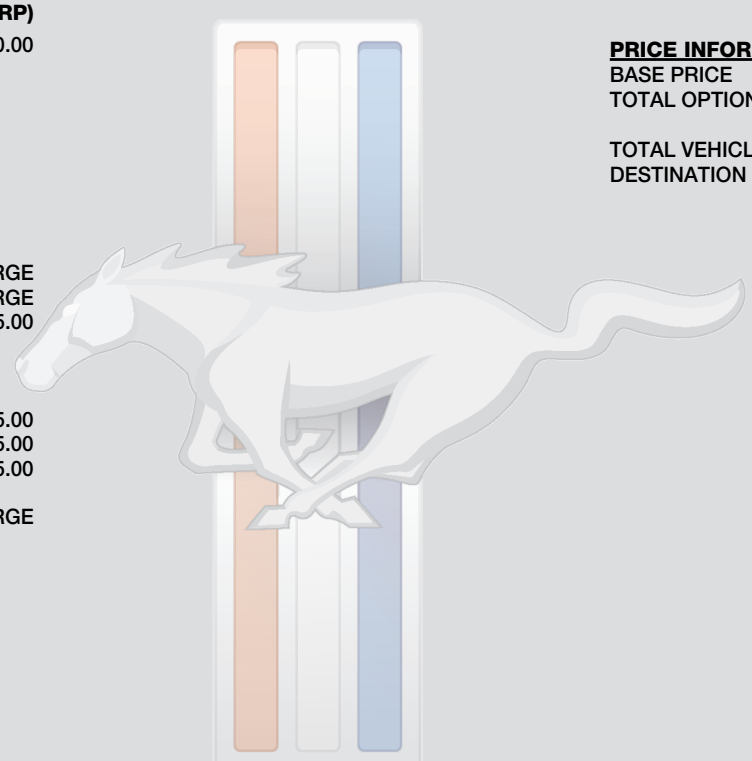 RP)
0.00
RGE
RGE
5.00
5.00
5.00
5.00
RGE
PRICE INFOR
BASE PRICE
TOTAL OPTION
TOTAL VEHICL
DESTINATION